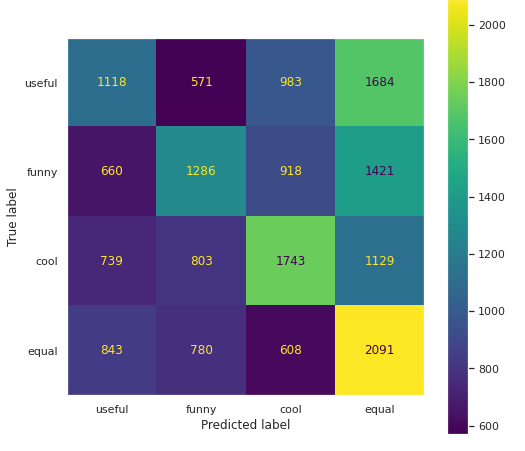 2000
1800
1600
1400
1200
1000
800
600
True label
useful
funny
cool
equal
1118 571 983 1684
660 1286 918 1421
739 803 1743 1129
843 780 608 2091
useful funny cool equal
Predicted label